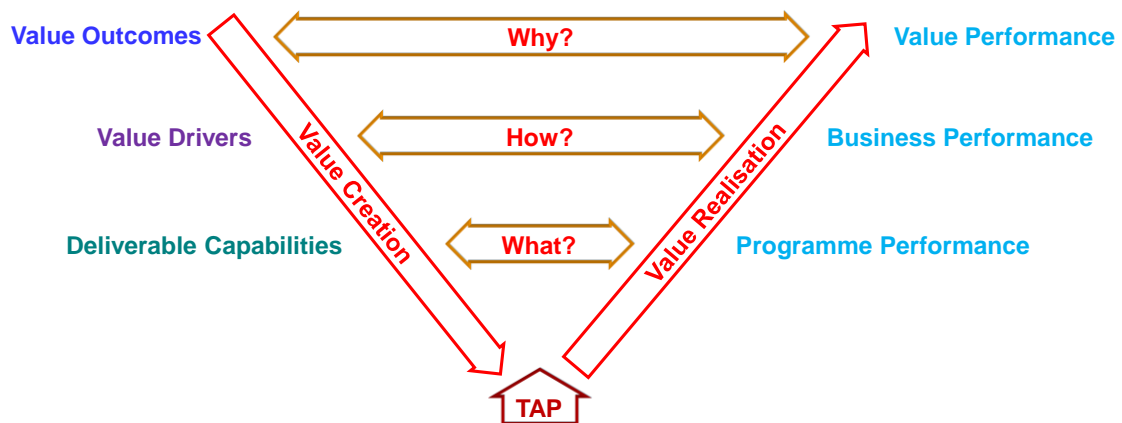 Value Outcomes
Why?
Value Performance
Value Drivers
How?
Business Performance
Value Creation
Value Realisation
Deliverable Capabilities
What?
Programme Performance
TAP